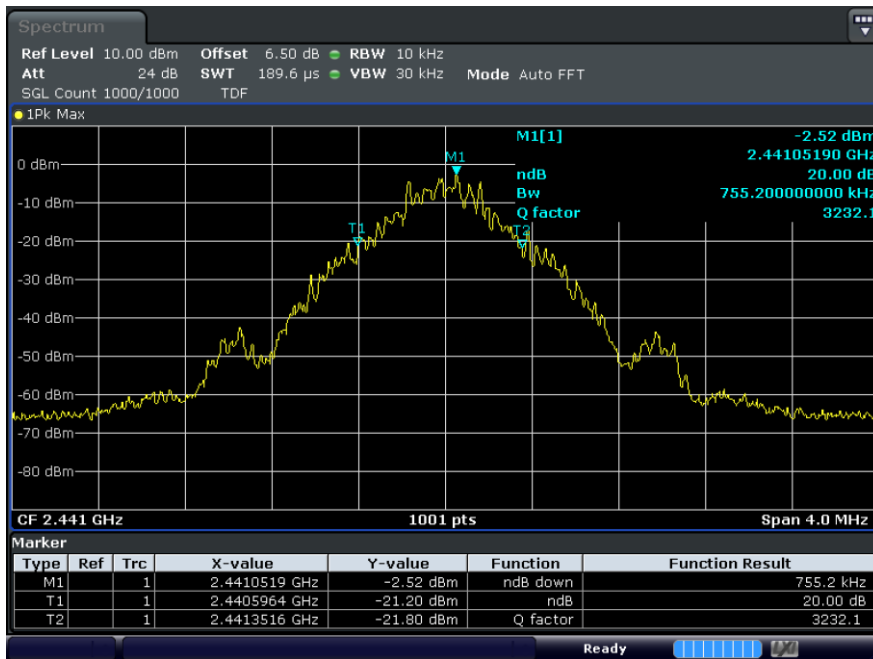 Spectrum
Ref Level 10.00 dBm Offset 6.50 dB RBW 10 kHz
Att 24 dB SWT 189.6 µs VBW 30 kHz Mode Auto FFT
SGL Count 1000/1000 TDF
1Pk Max
M1[1] -2.52 dBm
2.44105190 GHz
ndB 20.00 dB
Bw 755.200000000 kHz
Q factor 3232.1
M1
T1
T2
0 dBm
-10 dBm
-20 dBm
-30 dBm
-40 dBm
-50 dBm
-60 dBm
-70 dBm
-80 dBm
CF 2.441 GHz 1001 pts Span 4.0 MHz
Marker
Type Ref Trc X-value Y-value Function Function Result
M1 1 2.4410519 GHz -2.52 dBm ndB down 755.2 kHz
T1 1 2.4405964 GHz -21.20 dBm ndB 20.00 dB
T2 1 2.4413516 GHz -21.80 dBm Q factor 3232.1
Ready